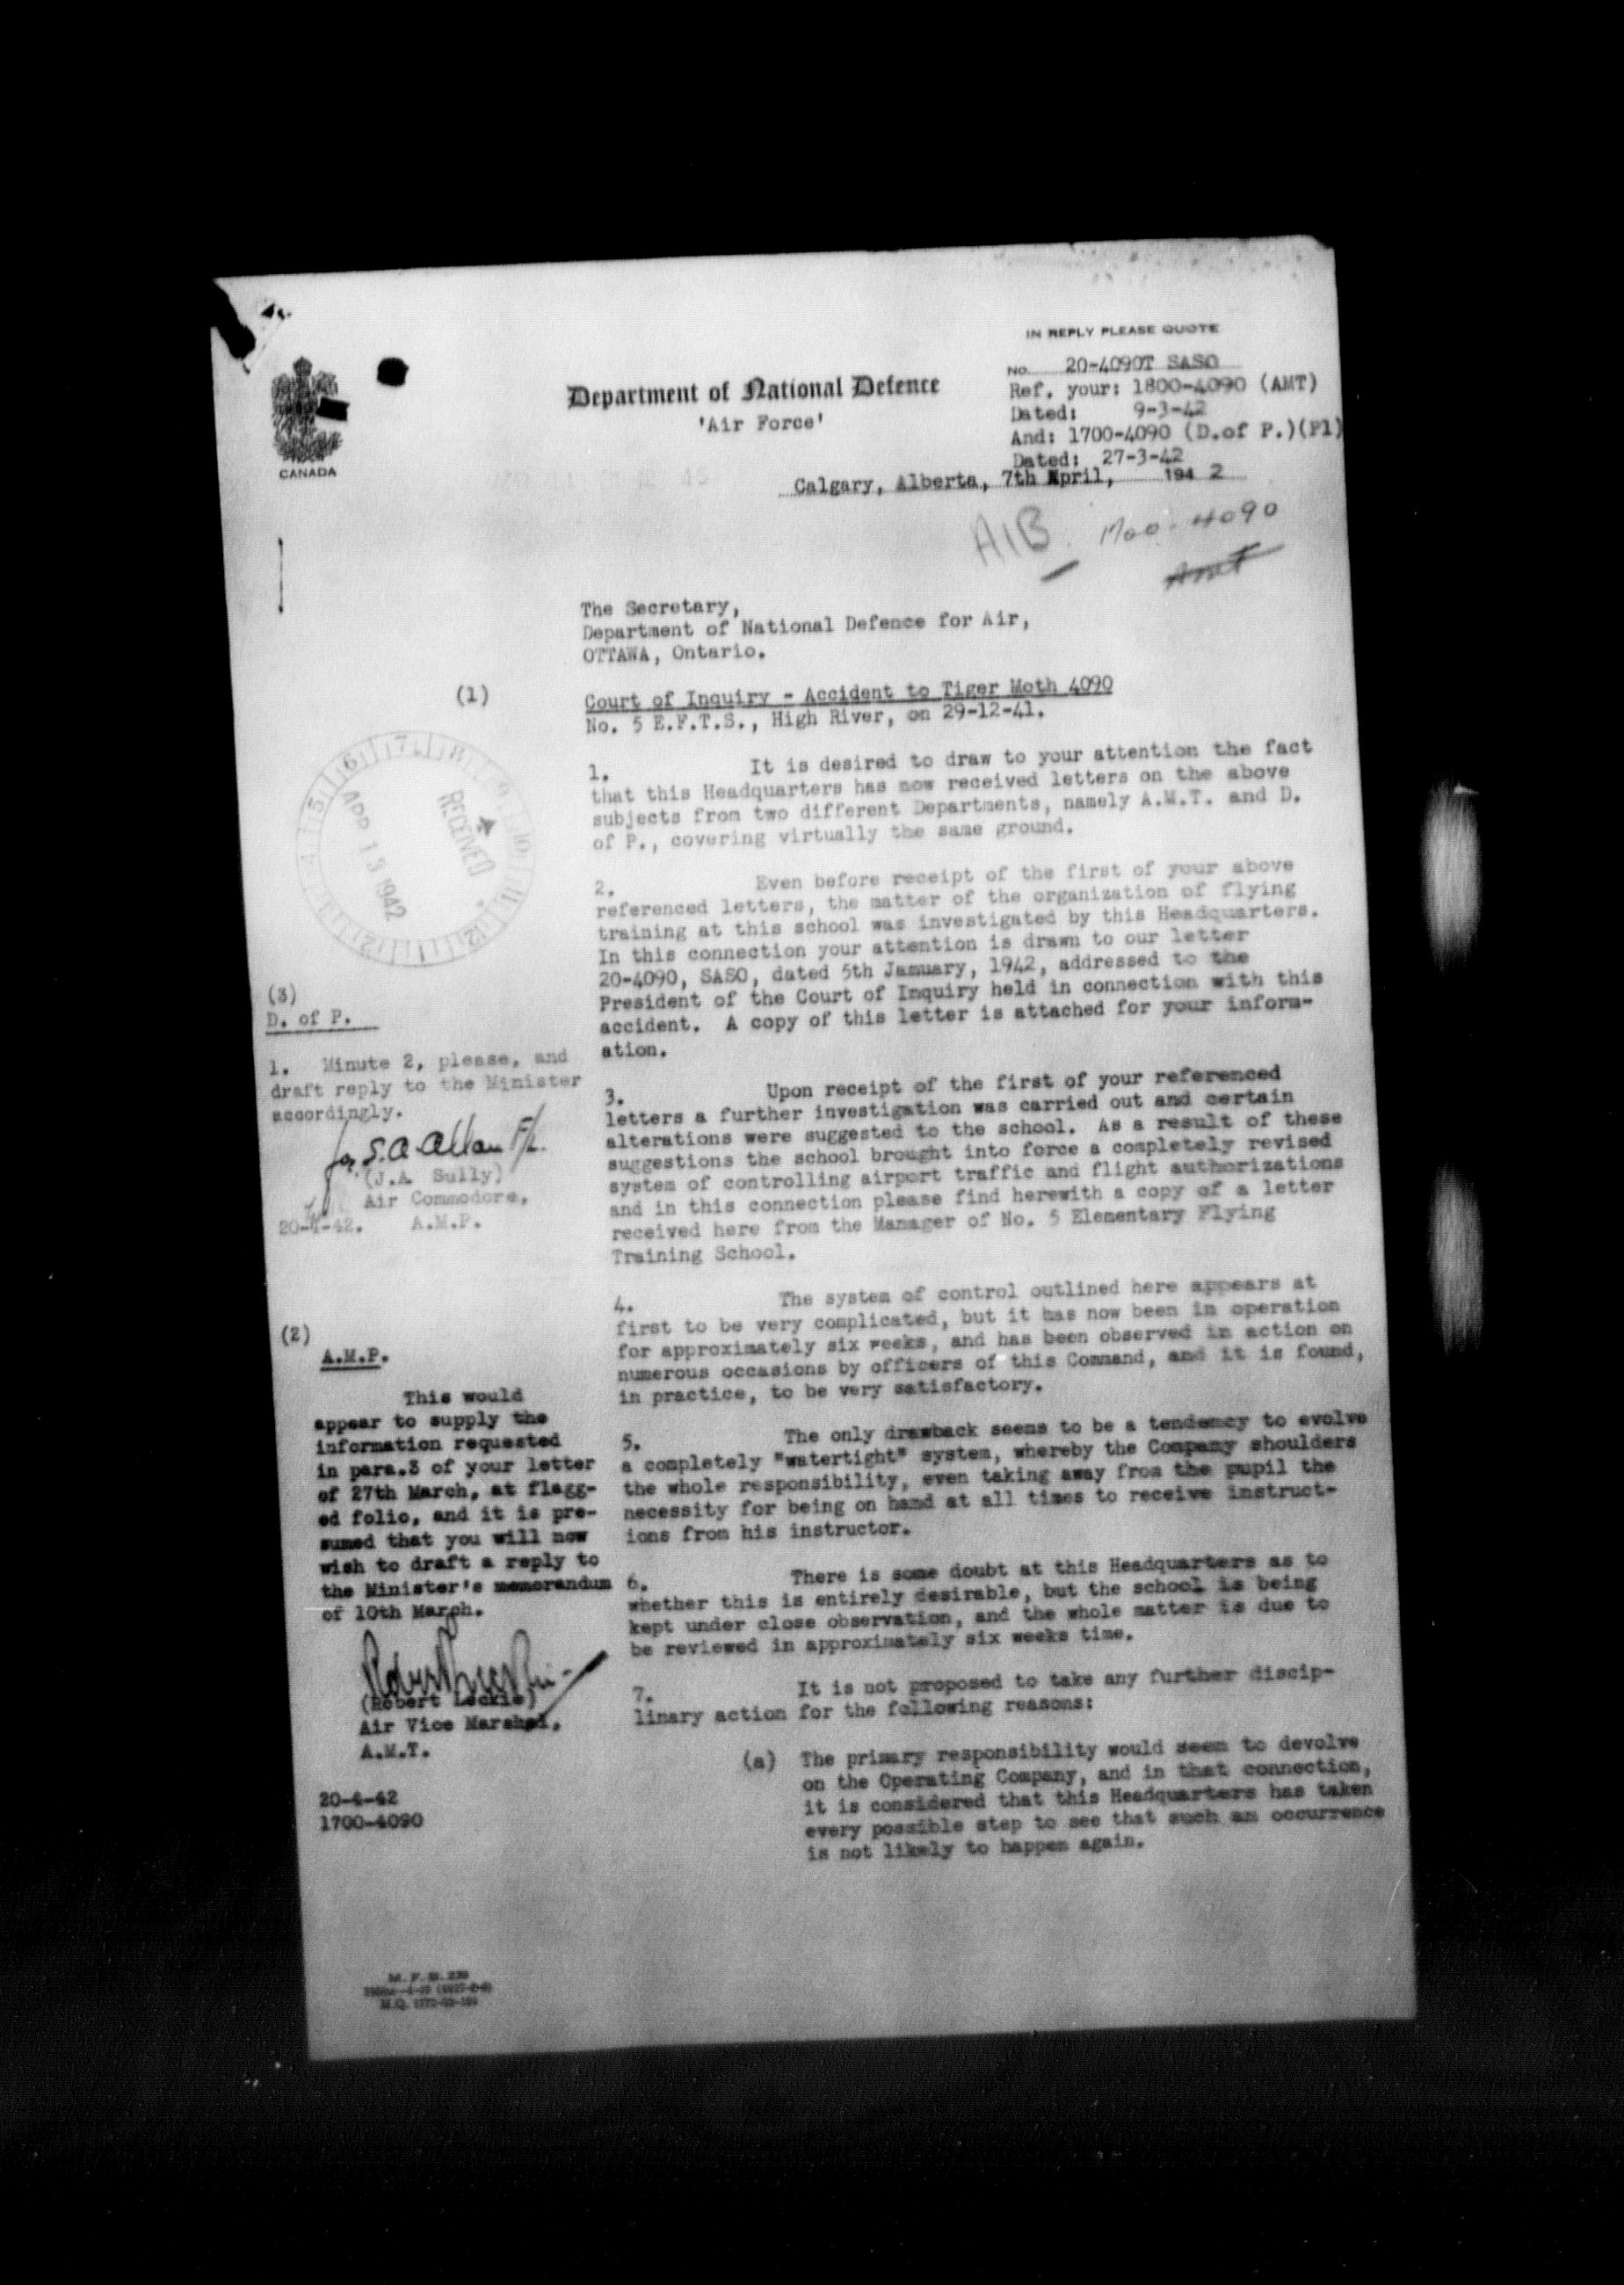 IN REPLY PLEASE QUOTE
No. 20-4090T SASO
Ref. your: 1800-4090 (AMT)
Dated: 9-3-42
And: 1700-4090 (D.of P.)(P1)
Dated: 27-3-42
CANADA
Department of National Defence
'Air Force'
Calgary, Alberta, 7th April, 194 2
AIB 1700-4090
AMT
The Secretary,
Department of National Defence for Air,
OTTAWA, Ontario.
(1)
Court of Inquiry - Accident to Tiger Moth 4090
No. 5 E.F.T.S., High River, on 29-12-41.
1. It is desired to draw to your attention the fact
that this Headquarters has now received letters on the above
subjects from two different Departments, namely A.M.T. and D.
of P., covering virtually the same ground.
2. Even before receipt of the first of your above
referenced letters, the matter of the organization of flying
training at this school was investigated by this Headquarters.
In this connection your attention is drawn to our letter
20-4090, SASO, dated 5th January, 1942, addressed to the
President of the Court of Inquiry held in connection with this
accident. A copy of this letter is attached for your inform-
ation.
3. Upon receipt of the first of your referenced
letters a further investigation was carried out and certain
alterations were suggested to the school. As a result of these
suggestions the school brought into force a completely revised
system of controlling airport traffic and flight authorizations
and in this connection please find herewith a copy of a letter
received here from the Manager of No. 5 Elementary Flying
Training School.
4. The system of control outlined here appears at
first to be very complicated, but it has now been in operation
for approximately six weeks, and has been observed in action on
numerous occasions by officers of this Command, and it is found,
in practice, to be very satisfactory.
5. The only drawback seems to be a tendency to evolve
a completely "watertight" system, whereby the Company shoulders
the whole responsibility, even taking away from the pupil the
necessity for being on hand at all times to receive instruct-
ions from his instructor.
6. There is some doubt at this Headquarters as to
whether this is entirely desirable, but the school is being
kept under close observation, and the whole matter is due to
be reviewed in approximately six weeks time.
7. It is not proposed to take any further discip-
linary action for the following reasons:
(a) The primary responsibility would seem to devolve
on the Operating Company, and in that connection,
it is considered that this Headquarters has taken
every possible step to see that such an occurrence
is not likely to happen again.
RECEIVED
APR 13 1942
(3)
D. of P.
1. Minute 2, please, and
draft reply to the Minister
accordingly.
for S.A. Allan F/L.
(J.A. Sully)
Air Commodore,
20-4-42. A.M.P.
(2)
A.M.P.
This would
appear to supply the
information requested
in para.3 of your letter
of 27th March, at flagg-
ed folio, and it is pre-
sumed that you will now
wish to draft a reply to
the Minister's memorandum
of 10th March.
(Robert Leckie)
Air Vice Marshal,
A.M.T.
20-4-42
1700-4090